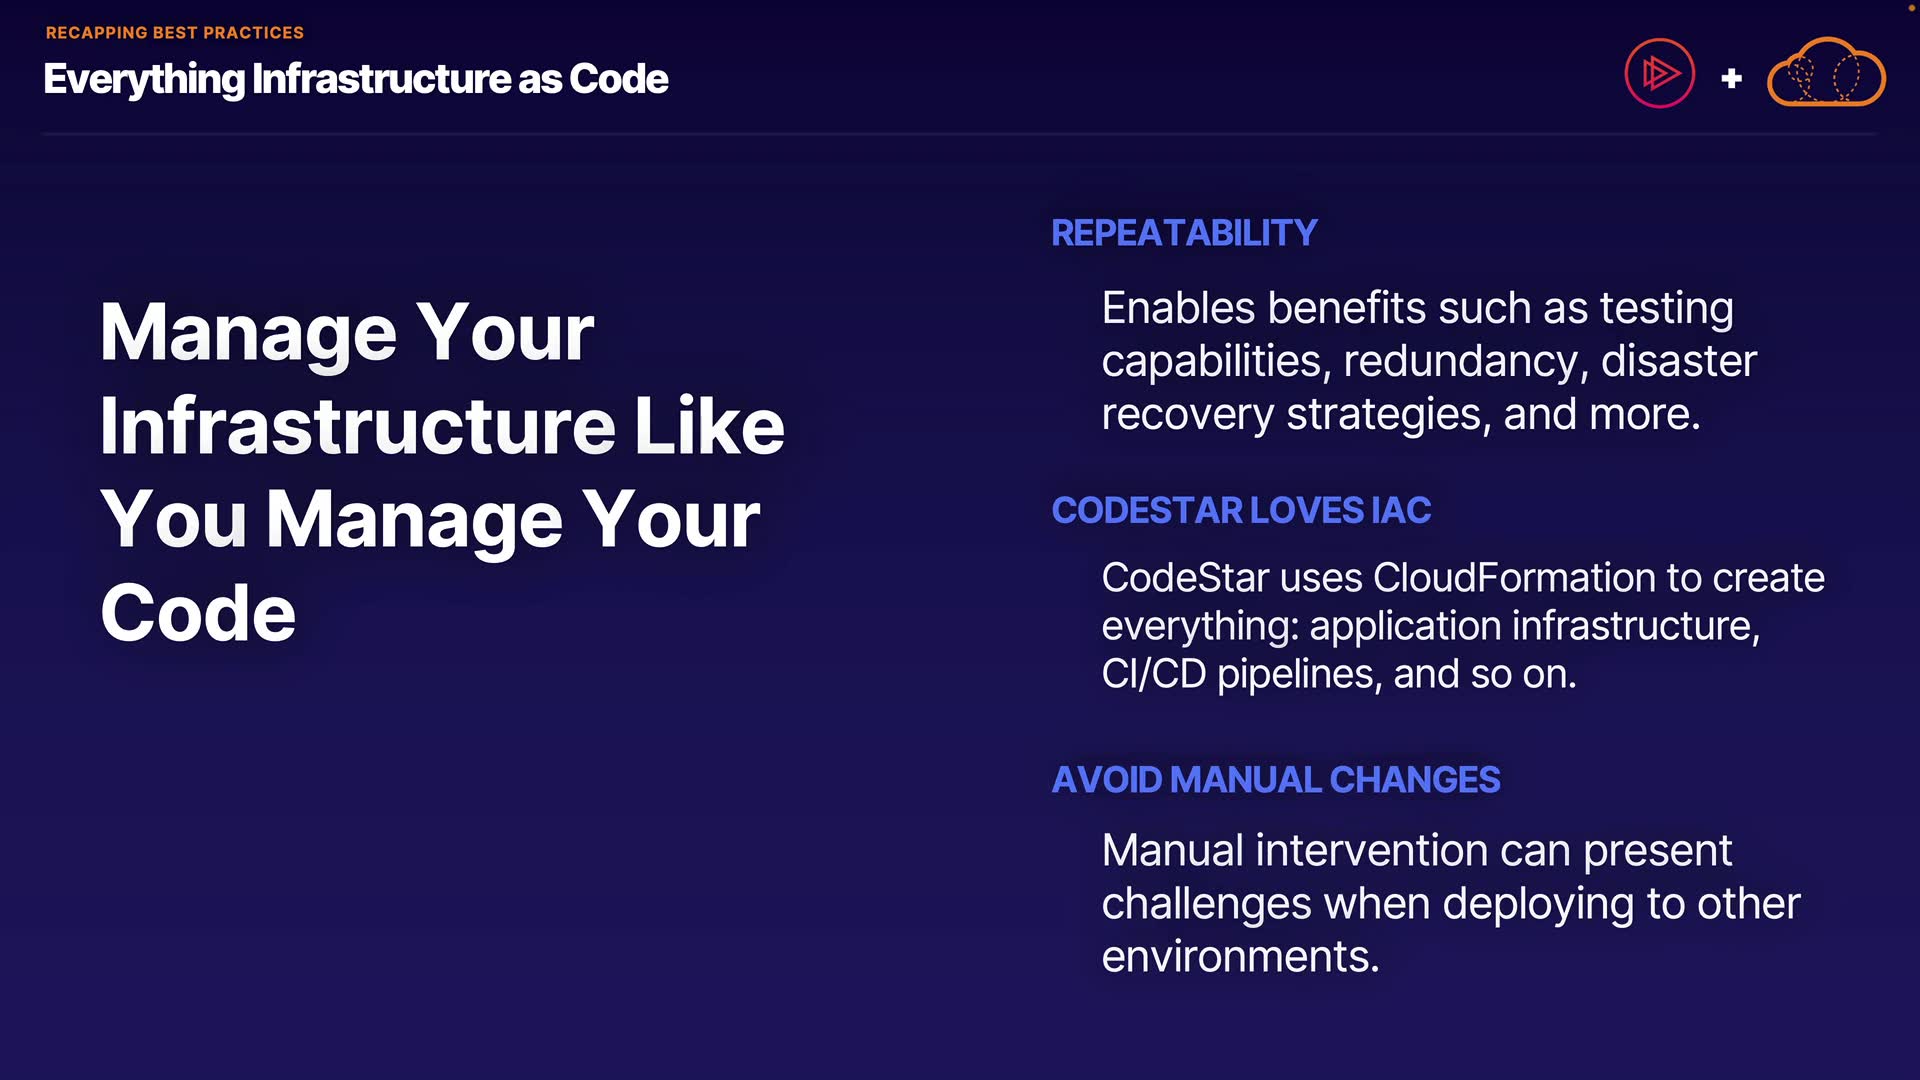 RECAPPING BEST PRACTICES
Everything Infrastructure as Code
+
Manage Your
Infrastructure Like
You Manage Your
Code
REPEATABILITY
Enables benefits such as testing
capabilities, redundancy, disaster
recovery strategies, and more.
CODESTAR LOVES IAC
CodeStar uses CloudFormation to create
everything: application infrastructure,
CI/CD pipelines, and so on.
AVOID MANUAL CHANGES
Manual intervention can present
challenges when deploying to other
environments.